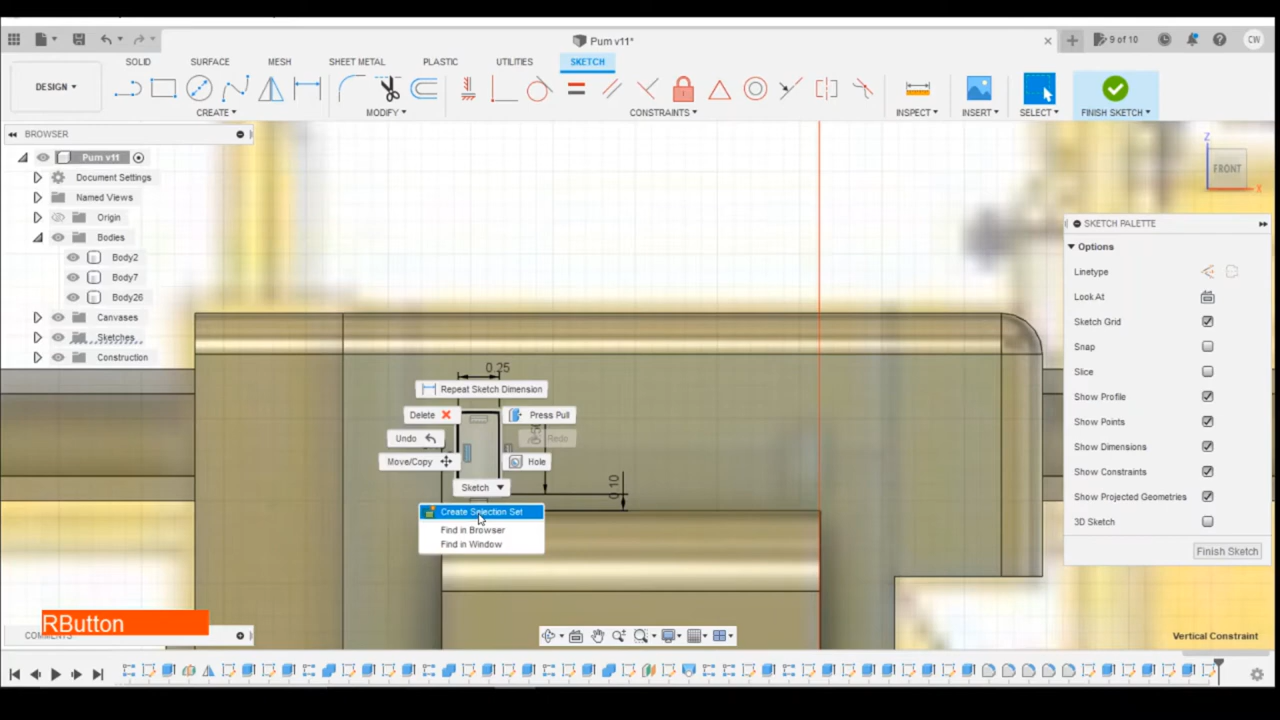 Pum v11*
9 of 10
CW
DESIGN
SOLID
SURFACE
MESH
SHEET METAL
PLASTIC
UTILITIES
SKETCH
CREATE
MODIFY
CONSTRAINTS
INSPECT
INSERT
SELECT
FINISH SKETCH
BROWSER
Pum v11
Document Settings
Named Views
Origin
Bodies
Body2
Body7
Body26
Canvases
Sketches
Construction
Z
FRONT
X
SKETCH PALETTE
Options
Linetype
Look At
Sketch Grid
Snap
Slice
Show Profile
Show Points
Show Dimensions
Show Constraints
Show Projected Geometries
3D Sketch
Finish Sketch
0.25
Repeat Sketch Dimension
Delete
Press Pull
Undo
Redo
Move/Copy
Hole
Sketch
0.10
Create Selection Set
Find in Browser
Find in Window
RButton
COMMENTS
Vertical Constraint